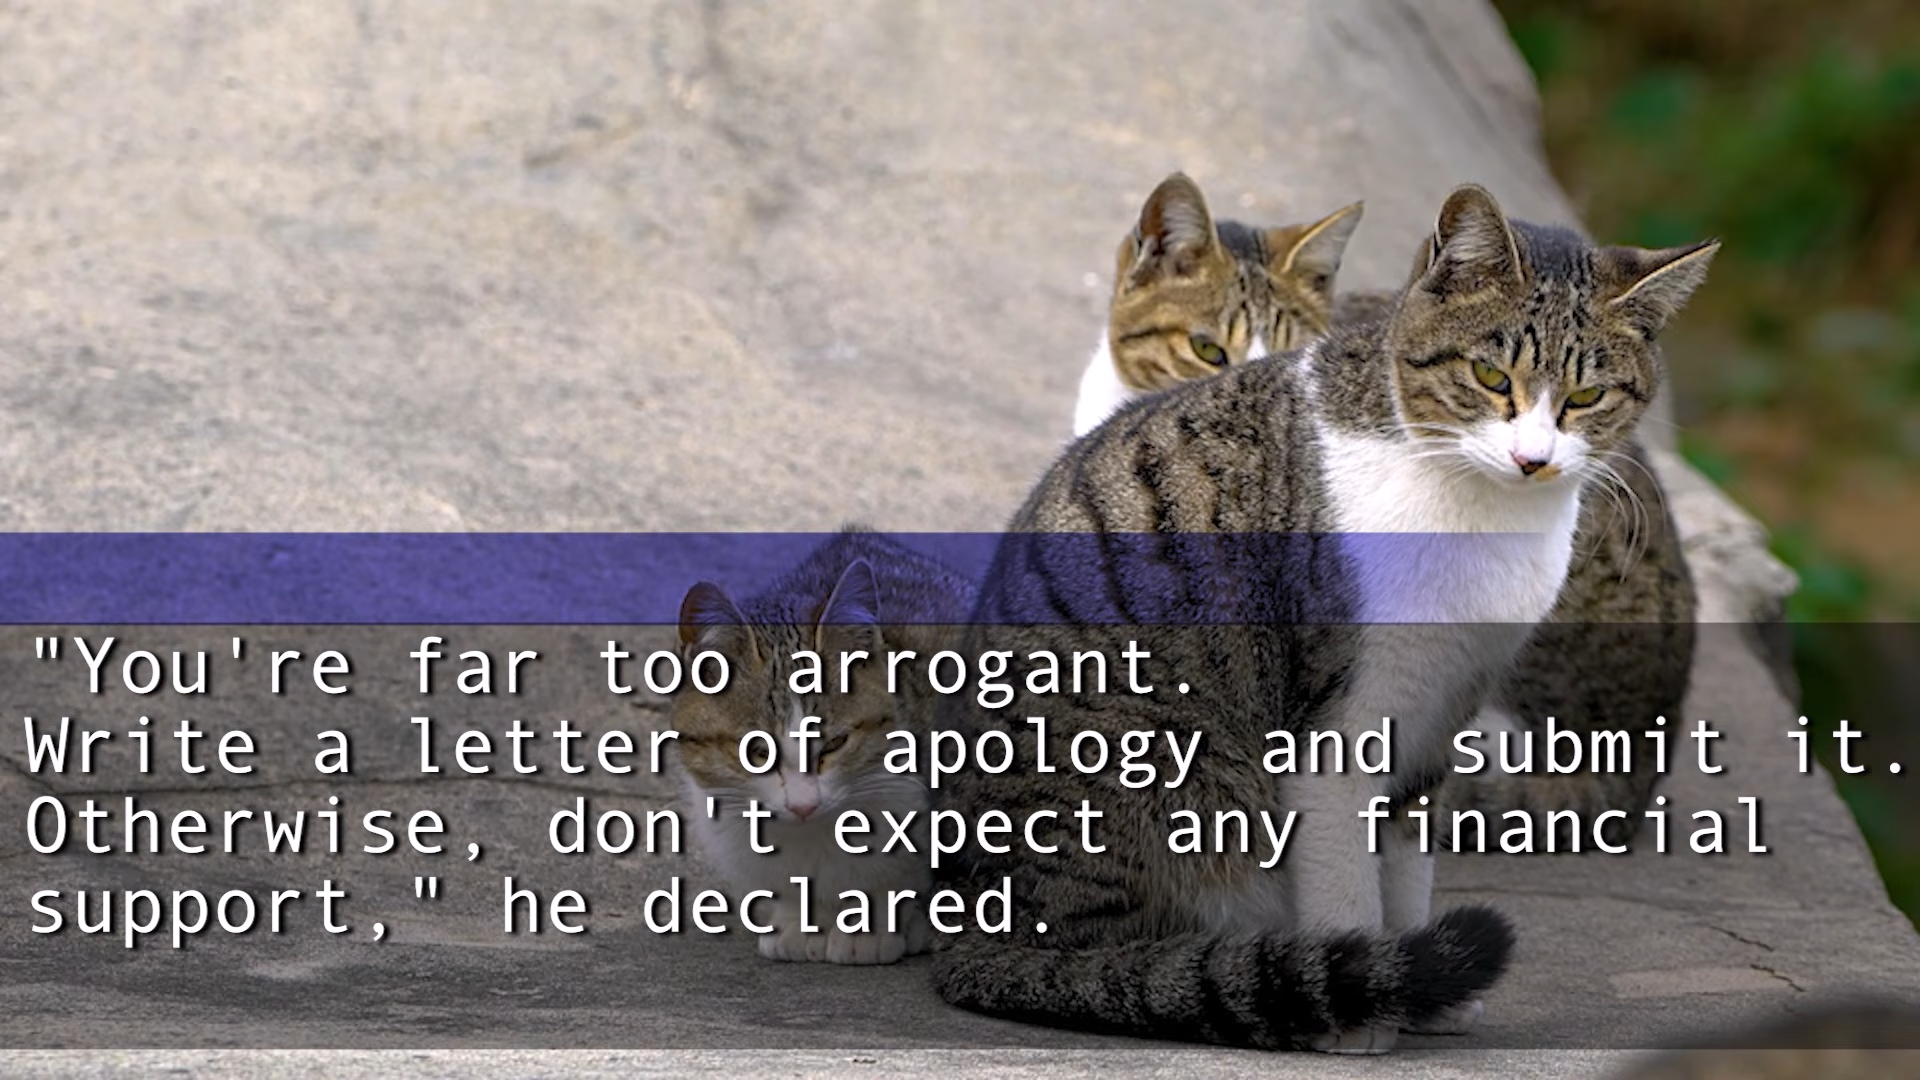 "You're far too arrogant.
Write a letter of apology and submit it.
Otherwise, don't expect any financial
support," he declared.